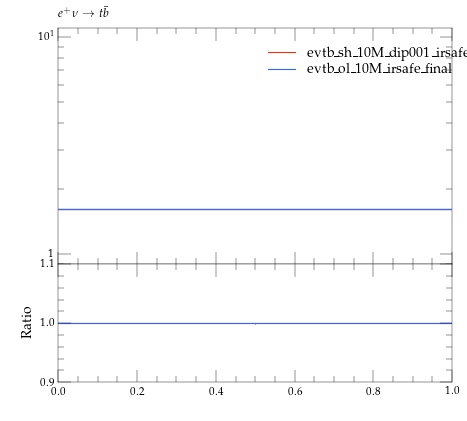 e⁺ν → tb̄
10¹
evtb_sh_10M_dip001_irsafe
evtb_ol_10M_irsafe_final
1
1.1
Ratio
1.0
0.9
0.0 0.2 0.4 0.6 0.8 1.0